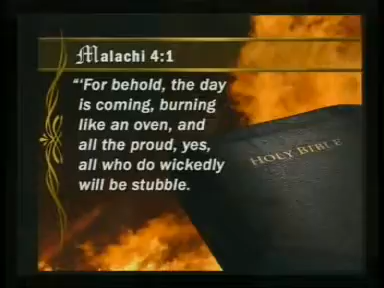 Malachi 4:1
“‘For behold, the day
is coming, burning
like an oven, and
all the proud, yes,
all who do wickedly
will be stubble.
HOLY BIBLE